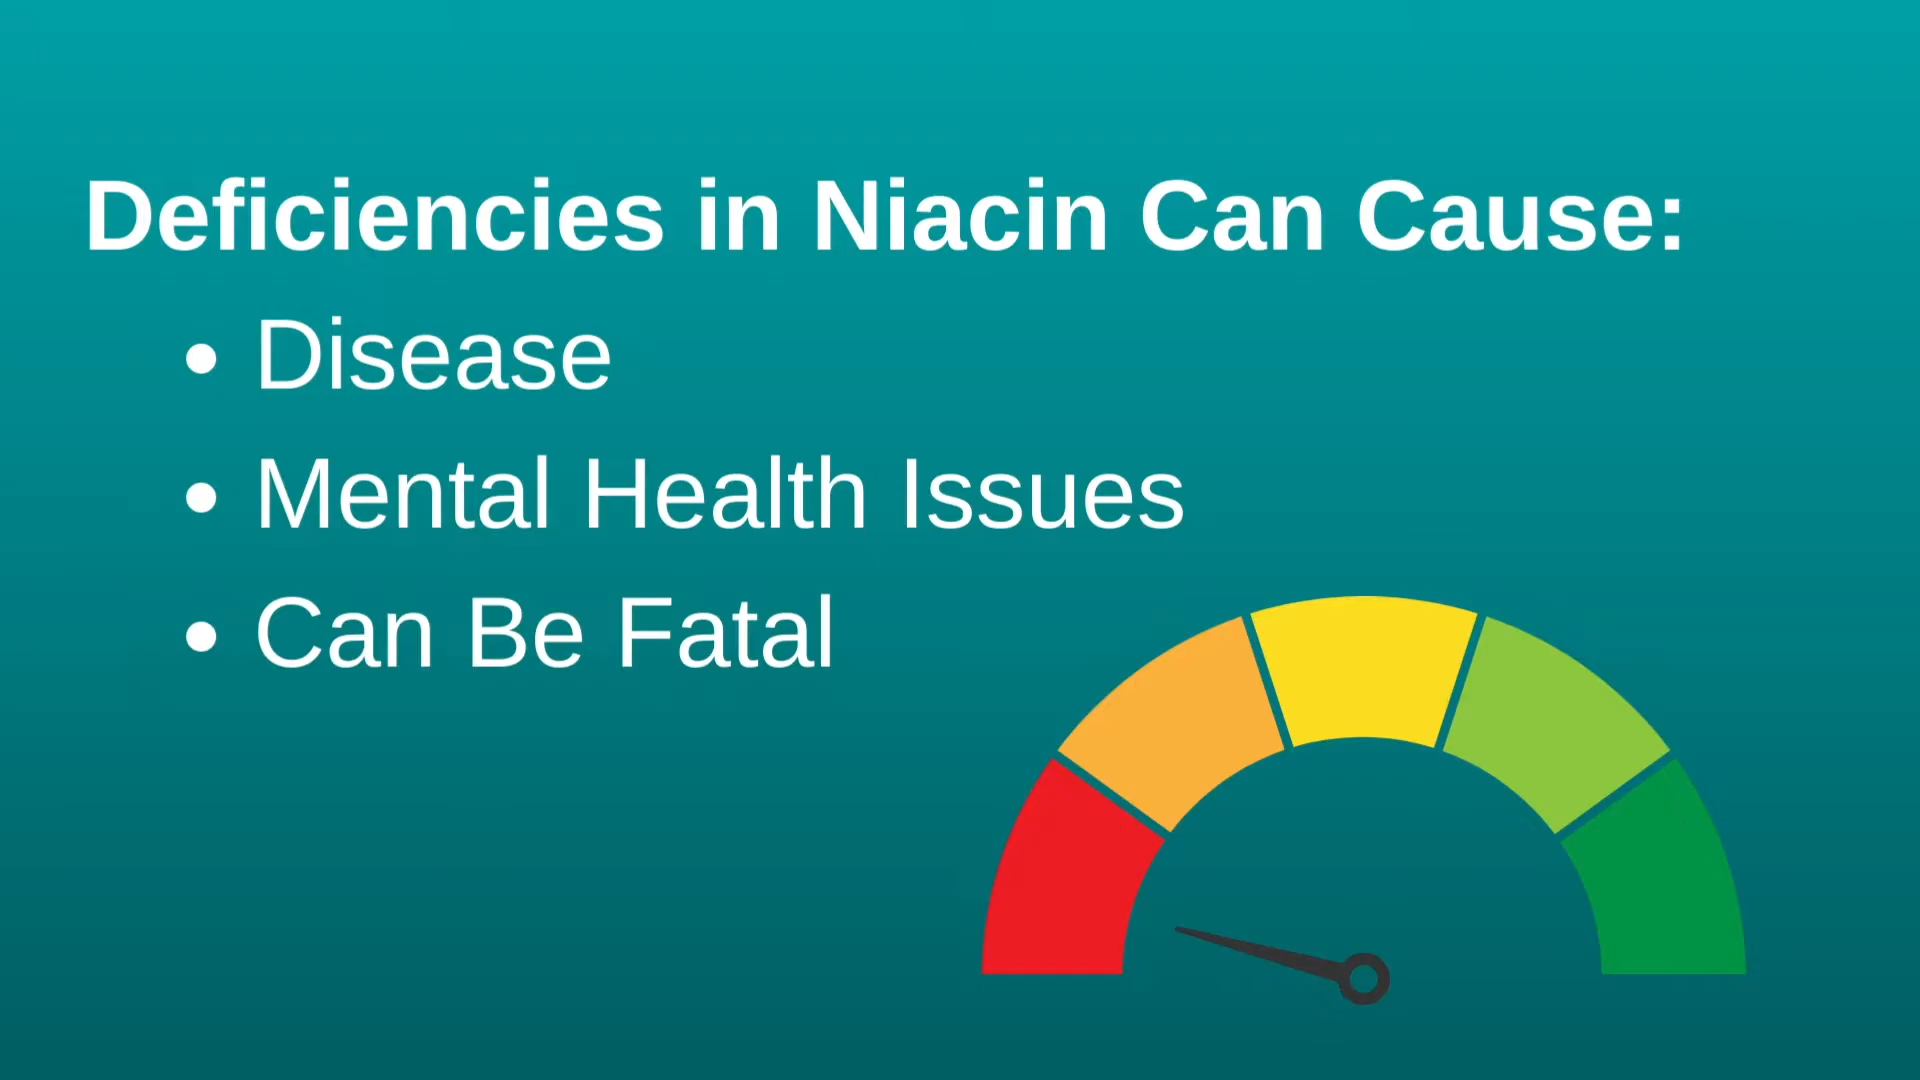 Deficiencies in Niacin Can Cause:
• Disease
• Mental Health Issues
• Can Be Fatal